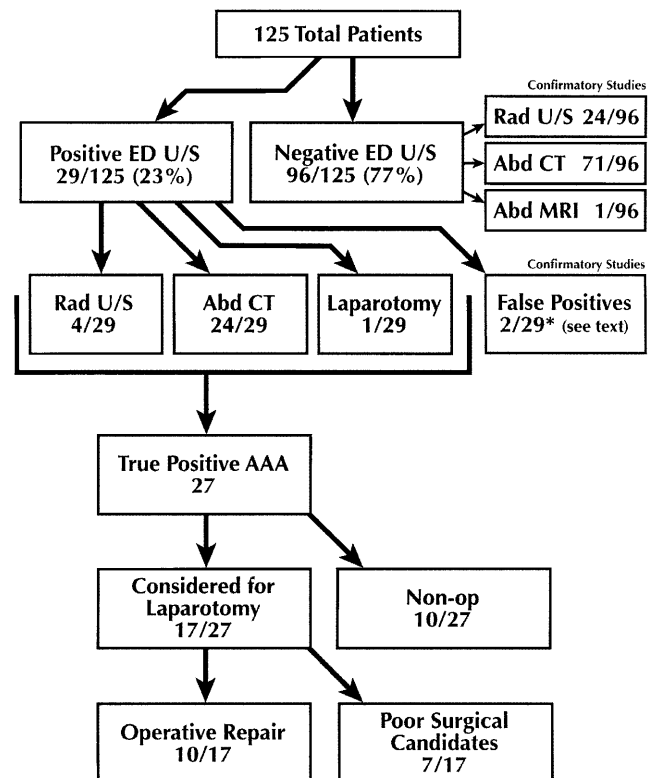 125 Total Patients
Confirmatory Studies
Positive ED U/S
29/125 (23%)
Negative ED U/S
96/125 (77%)
Rad U/S 24/96
Abd CT 71/96
Abd MRI 1/96
Confirmatory Studies
Rad U/S
4/29
Abd CT
24/29
Laparotomy
1/29
False Positives
2/29* (see text)
True Positive AAA
27
Considered for
Laparotomy
17/27
Non-op
10/27
Operative Repair
10/17
Poor Surgical
Candidates
7/17